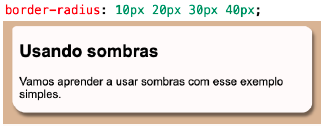 border-radius: 10px 20px 30px 40px;
Usando sombras
Vamos aprender a usar sombras com esse exemplo
simples.